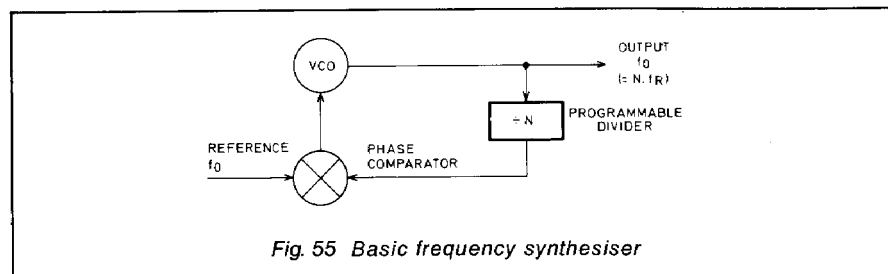 VCO
OUTPUT
f0
(= N. fR)
÷ N
PROGRAMMABLE
DIVIDER
REFERENCE
f0
PHASE
COMPARATOR
Fig. 55 Basic frequency synthesiser